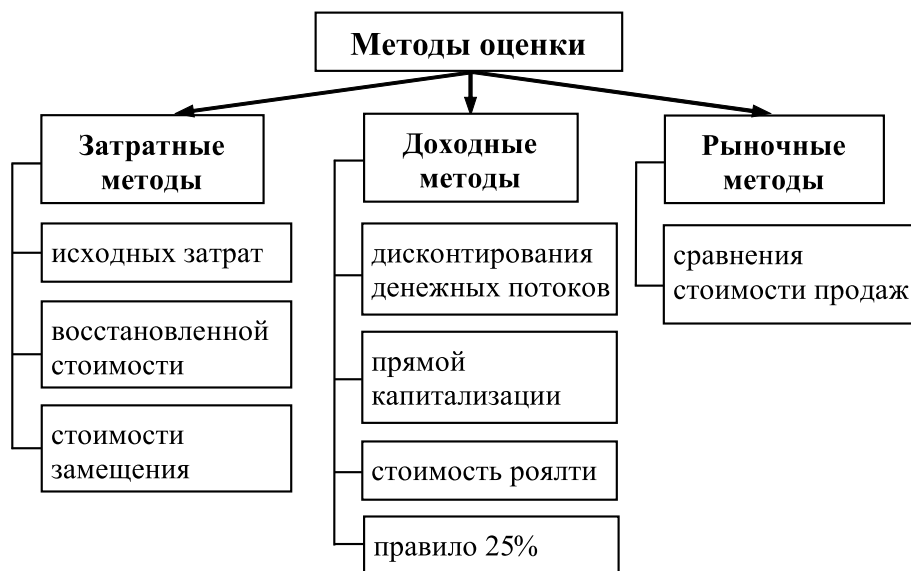 Методы оценки
Затратные
методы
исходных затрат
восстановленной
стоимости
стоимости
замещения
Доходные
методы
дисконтирования
денежных потоков
прямой
капитализации
стоимость роялти
правило 25%
Рыночные
методы
сравнения
стоимости продаж